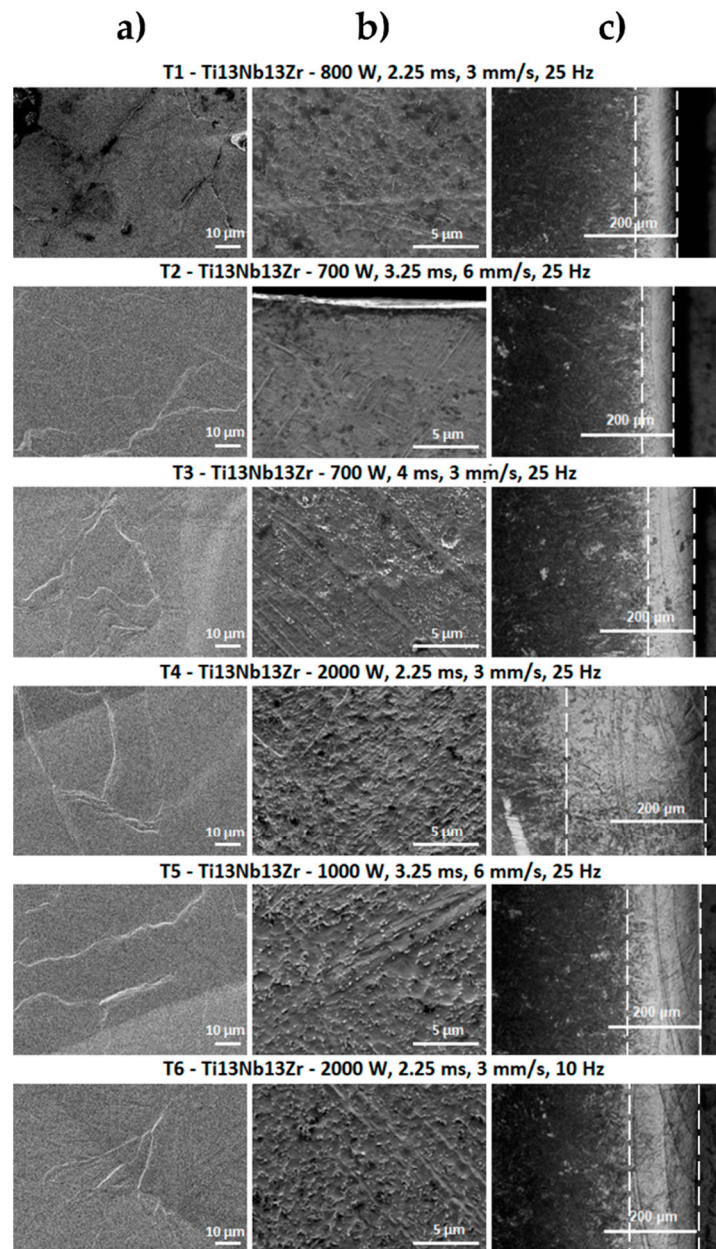 a) b) c)
T1 - Ti13Nb13Zr - 800 W, 2.25 ms, 3 mm/s, 25 Hz
10 µm 5 µm 200 µm
T2 - Ti13Nb13Zr - 700 W, 3.25 ms, 6 mm/s, 25 Hz
10 µm 5 µm 200 µm
T3 - Ti13Nb13Zr - 700 W, 4 ms, 3 mm/s, 25 Hz
10 µm 5 µm 200 µm
T4 - Ti13Nb13Zr - 2000 W, 2.25 ms, 3 mm/s, 25 Hz
10 µm 5 µm 200 µm
T5 - Ti13Nb13Zr - 1000 W, 3.25 ms, 6 mm/s, 25 Hz
10 µm 5 µm 200 µm
T6 - Ti13Nb13Zr - 2000 W, 2.25 ms, 3 mm/s, 10 Hz
10 µm 5 µm 200 µm